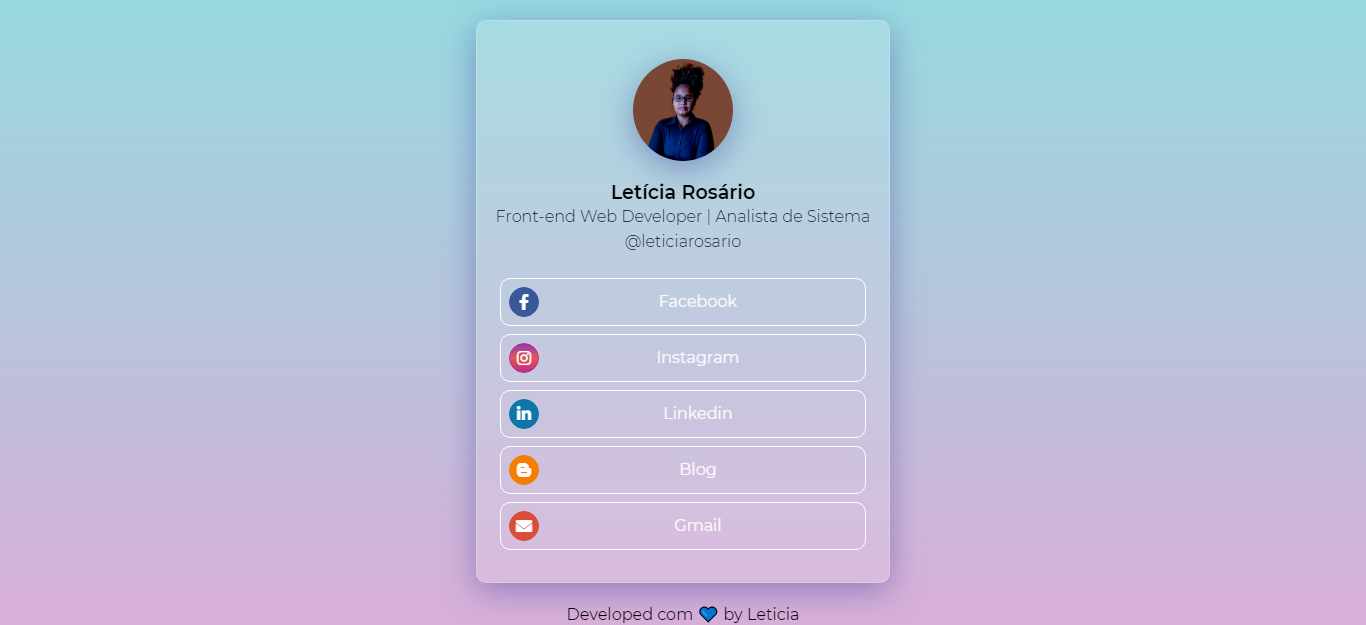 Letícia Rosário
Front-end Web Developer | Analista de Sistema
@leticiarosario
Facebook
Instagram
Linkedin
Blog
Gmail
Developed com 💙 by Leticia